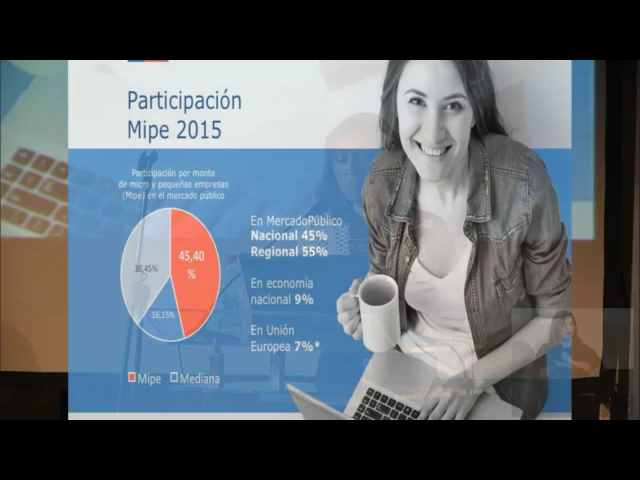 Participación
Mipe 2015
Participación por monto
de micro y pequeñas empresas
(Mipe) en el mercado público
45,40
%
38,45%
16,15%
Mipe
Mediana
En MercadoPúblico
Nacional 45%
Regional 55%
En economía
nacional 9%
En Unión
Europea 7%*